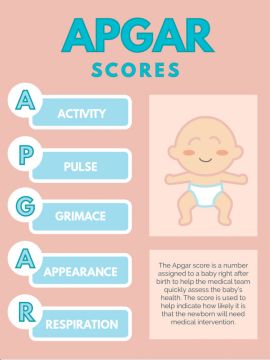 APGAR
SCORES
A
ACTIVITY
P
PULSE
G
GRIMACE
A
APPEARANCE
R
RESPIRATION
The Apgar score is a number
assigned to a baby right after
birth to help the medical team
quickly assess the baby's
health. The score is used to
help indicate how likely it is
that the newborn will need
medical intervention.